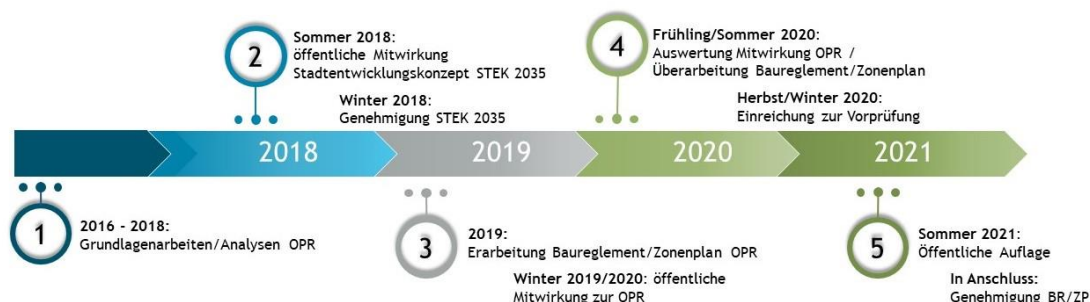 2
Sommer 2018:
öffentliche Mitwirkung
Stadtentwicklungskonzept STEK 2035
Winter 2018:
Genehmigung STEK 2035
4
Frühling/Sommer 2020:
Auswertung Mitwirkung OPR /
Überarbeitung Baureglement/Zonenplan
Herbst/Winter 2020:
Einreichung zur Vorprüfung
2018
2019
2020
2021
1
2016 - 2018:
Grundlagenarbeiten/Analysen OPR
3
2019:
Erarbeitung Baureglement/Zonenplan OPR
Winter 2019/2020: öffentliche
Mitwirkung zur OPR
5
Sommer 2021:
Öffentliche Auflage
In Anschluss:
Genehmigung BR/ZP